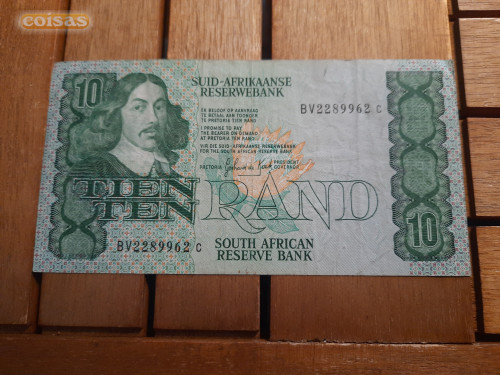 coisas
10
SUID-AFRIKAANSE
RESERWEBANK
EK BELOOF OP AANVRAAG
TE BETAAL AAN TOONDER
TE PRETORIA TIEN RAND
I PROMISE TO PAY
THE BEARER ON DEMAND
AT PRETORIA TEN RAND
VIR DIE SUID-AFRIKAANSE RESERWEBANK
FOR THE SOUTH AFRICAN RESERVE BANK
PRETORIA
PRESIDENT
GOVERNOR
BV2289962 C
TIEN
TEN
RAND
BV2289962 C
SOUTH AFRICAN
RESERVE BANK
10